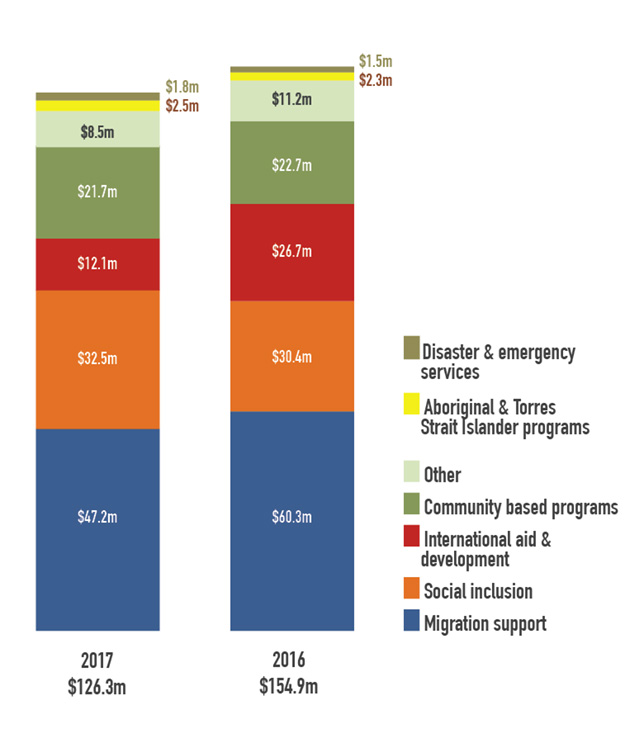 $1.8m
$2.5m
$8.5m
$21.7m
$12.1m
$32.5m
$47.2m
2017
$126.3m
$1.5m
$2.3m
$11.2m
$22.7m
$26.7m
$30.4m
$60.3m
2016
$154.9m
Disaster & emergency
services
Aboriginal & Torres
Strait Islander programs
Other
Community based programs
International aid &
development
Social inclusion
Migration support